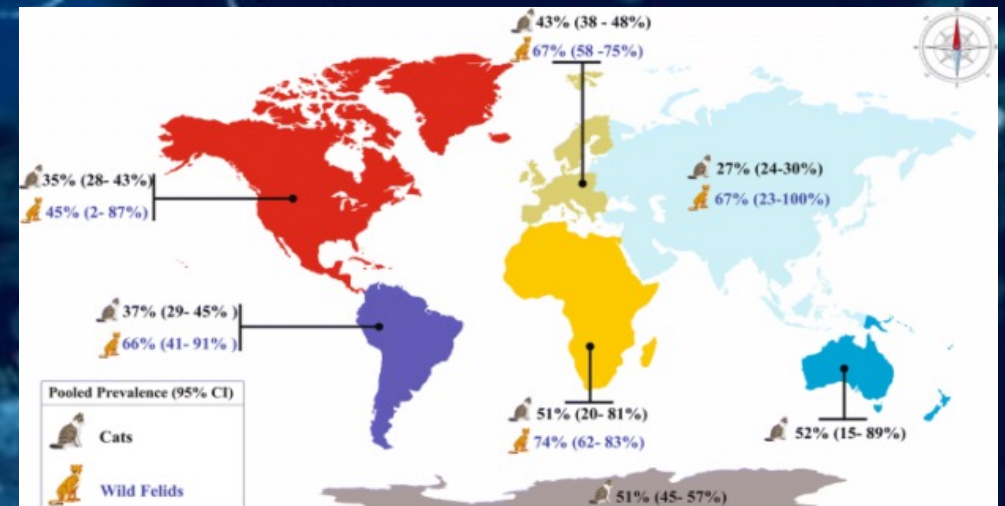 43% (38 - 48%)
67% (58 -75%)
35% (28- 43%)
45% (2- 87%)
27% (24-30%)
67% (23-100%)
37% (29- 45% )
66% (41- 91% )
Pooled Prevalence (95% CI)
Cats
Wild Felids
51% (20- 81%)
74% (62- 83%)
52% (15- 89%)
51% (45- 57%)